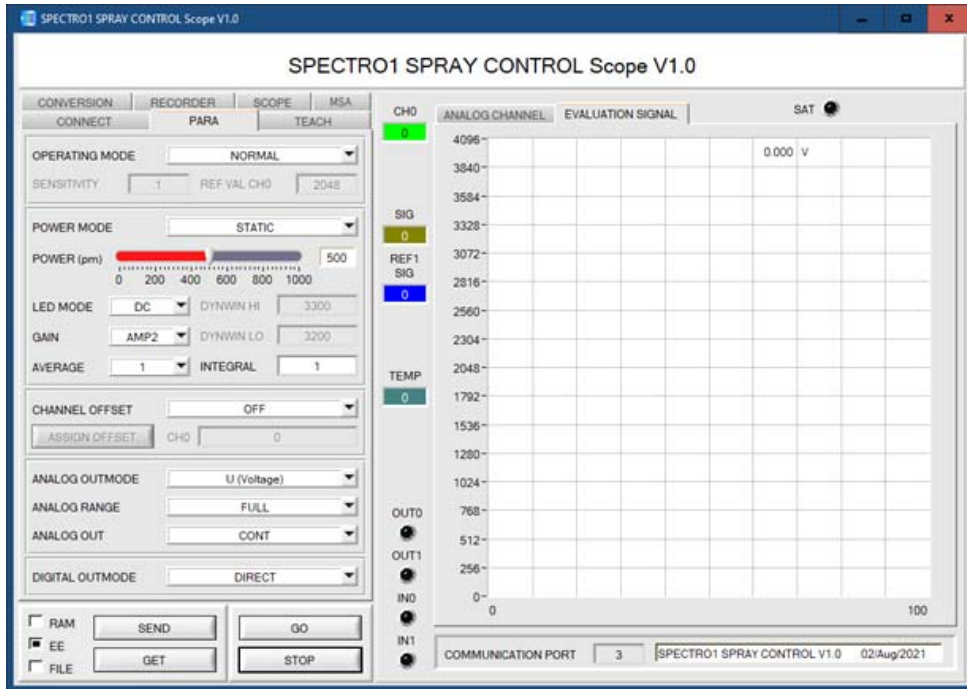 SPECTRO1 SPRAY CONTROL Scope V1.0
SPECTRO1 SPRAY CONTROL Scope V1.0
CONVERSION RECORDER SCOPE MSA
CONNECT PARA TEACH
OPERATING MODE NORMAL
SENSITIVITY 1 REF VAL CH0 2048
POWER MODE STATIC
POWER (pm) 500
0 200 400 600 800 1000
LED MODE DC DYNWIN HI 3300
GAIN AMP2 DYNWIN LO 3200
AVERAGE 1 INTEGRAL 1
CHANNEL OFFSET OFF
ASSIGN OFFSET CH0 0
ANALOG OUTMODE U (Voltage)
ANALOG RANGE FULL
ANALOG OUT CONT
DIGITAL OUTMODE DIRECT
RAM
EE
FILE
SEND GO
GET STOP
CH0
0
SIG
0
REF1
SIG
0
TEMP
0
OUT0
OUT1
IN0
IN1
ANALOG CHANNEL EVALUATION SIGNAL SAT
0.000 V
4096
3840
3584
3328
3072
2816
2560
2304
2048
1792
1536
1280
1024
768
512
256
0
0 100
COMMUNICATION PORT 3 SPECTRO1 SPRAY CONTROL V1.0 02/Aug/2021